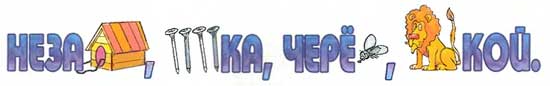 НЕЗА , КА, ЧЕРЁ , КОЙ.